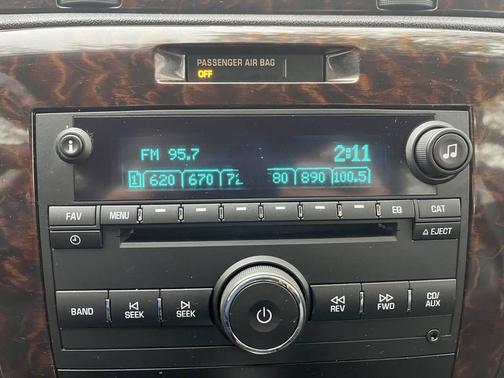 PASSENGER AIR BAG
OFF
FM 95.7 2:11
1 620 670 72 80 890 100.5
FAV MENU EQ CAT
EJECT
BAND SEEK SEEK REV FWD CD/AUX